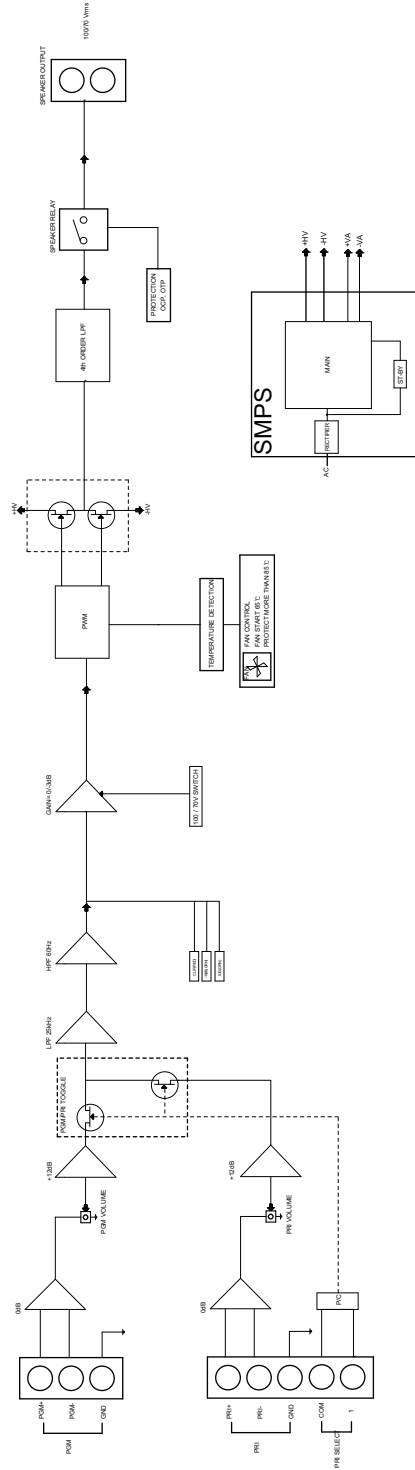 PGM+
PGM-
GND
PGM
0dB
PGM VOLUME
+12dB
PGM/PRI TOGGLE
LPF 25kHz
HPF 60Hz
GAIN= 0/-3dB
100 / 70V SWITCH
PWM
TEMPERATURE DETECTION
FAN
FAN CONTROL
FAN START 65℃
PROTECT MORE THAN 85℃
+HV
-HV
4th ORDER LPF
SPEAKER RELAY
PROTECTION
OCP, OTP
SPEAKER OUTPUT
100/70 Vrms
PRI+
PRI-
GND
COM
1
PRI
PRI SELECT
0dB
PRI VOLUME
+12dB
P/C
SMPS
AC
RECTIFIER
MAIN
ST-BY
+HV
-HV
+VA
-VA